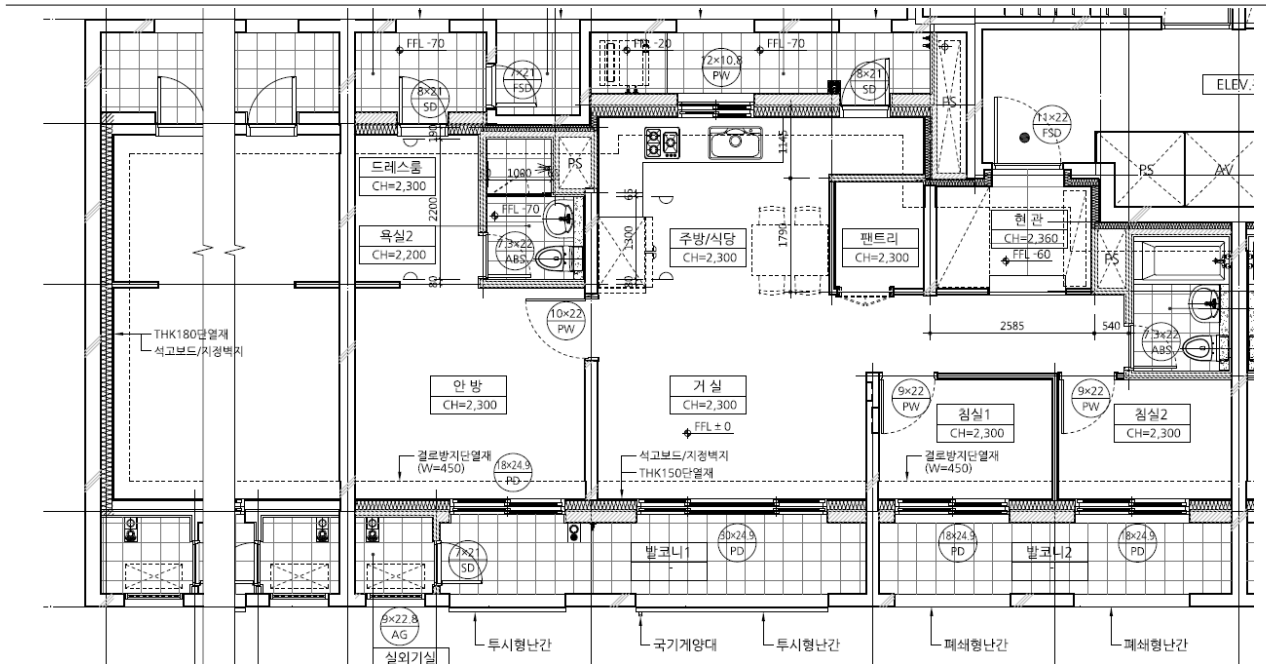 FFL -70
FFL -20
FFL -70
12×10.8
PW
7×21
FSD
8×21
SD
8×21
SD
PS
ELEV.
11×22
FSD
190
1145
드레스룸
CH=2,300
PS
PS
AV
1000
65
2200
FFL -70
현 관
CH=2,360
욕실2
CH=2,200
7.3×22
ABS
1300
주방/식당
CH=2,300
1790
팬트리
CH=2,300
FFL -60
PS
80
80
10×22
PW
THK180단열재
석고보드/지정벽지
2585
540
7.3×22
ABS
안 방
CH=2,300
거 실
CH=2,300
9×22
PW
9×22
PW
침실1
CH=2,300
침실2
CH=2,300
FFL ± 0
결로방지단열재
(W=450)
18×24.9
PD
석고보드/지정벽지
THK150단열재
결로방지단열재
(W=450)
7×21
SD
발코니1
-
30×24.9
PD
18×24.9
PD
발코니2
-
18×24.9
PD
9×22.8
AG
실외기실
투시형난간
국기게양대
투시형난간
폐쇄형난간
폐쇄형난간